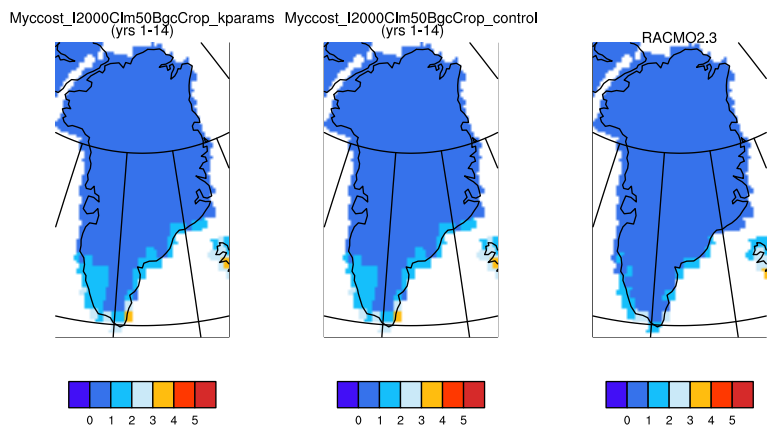 Myccost_I2000Clm50BgcCrop_kparams
(yrs 1-14)
Myccost_I2000Clm50BgcCrop_control
(yrs 1-14)
RACMO2.3
0 1 2 3 4 5
0 1 2 3 4 5
0 1 2 3 4 5